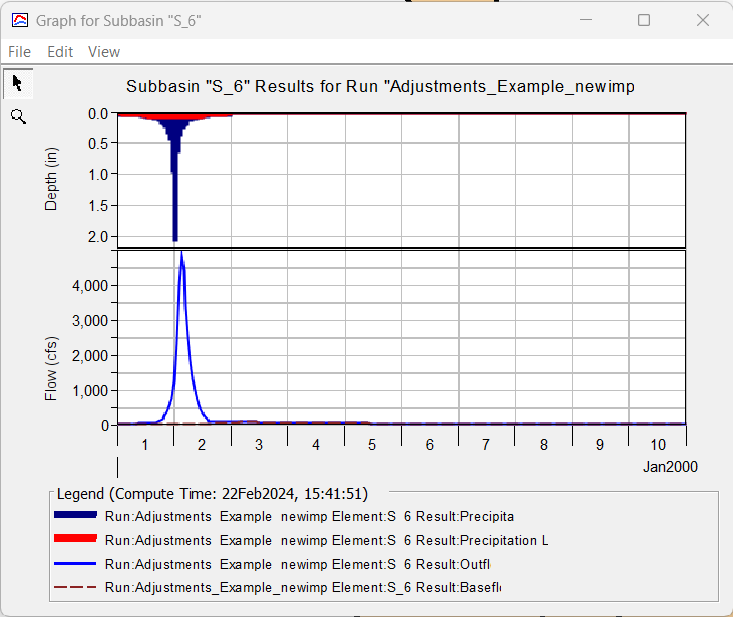 Graph for Subbasin "S_6"
File Edit View
Subbasin "S_6" Results for Run "Adjustments_Example_newimp
0.0
0.5
1.0
1.5
2.0
Depth (in)
4,000
3,000
2,000
1,000
0
Flow (cfs)
1 2 3 4 5 6 7 8 9 10
Jan2000
Legend (Compute Time: 22Feb2024, 15:41:51)
Run:Adjustments Example newimp Element:S 6 Result:Precipita
Run:Adjustments Example newimp Element:S 6 Result:Precipitation L
Run:Adjustments Example newimp Element:S 6 Result:Outfl
Run:Adjustments_Example_newimp Element:S_6 Result:Baseflo